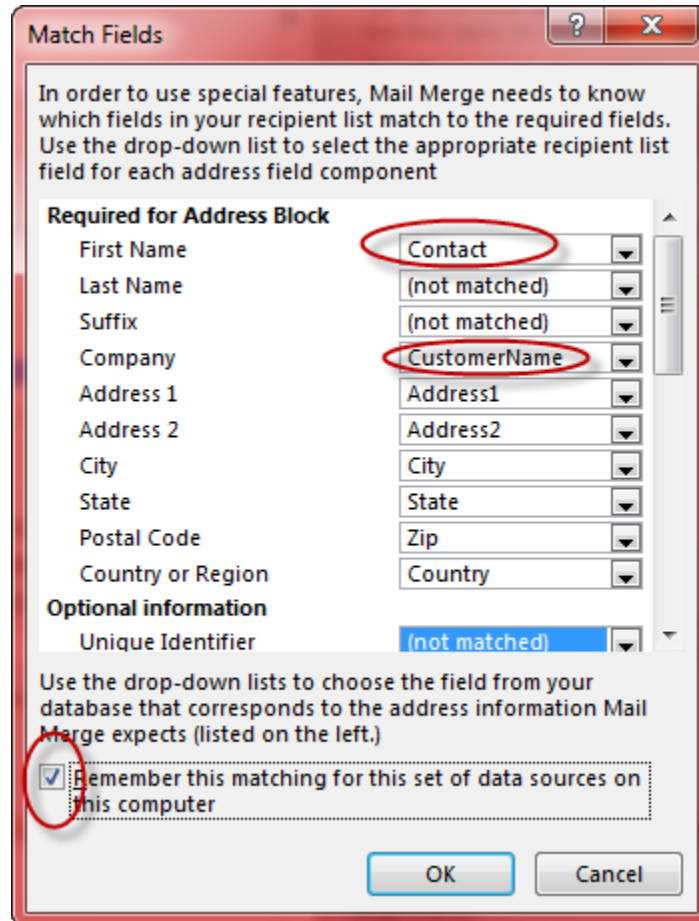 Match Fields
In order to use special features, Mail Merge needs to know
which fields in your recipient list match to the required fields.
Use the drop-down list to select the appropriate recipient list
field for each address field component
Required for Address Block
First Name Contact
Last Name (not matched)
Suffix (not matched)
Company CustomerName
Address 1 Address1
Address 2 Address2
City City
State State
Postal Code Zip
Country or Region Country
Optional information
Unique Identifier (not matched)
Use the drop-down lists to choose the field from your
database that corresponds to the address information Mail
Merge expects (listed on the left.)
Remember this matching for this set of data sources on
this computer
OK Cancel